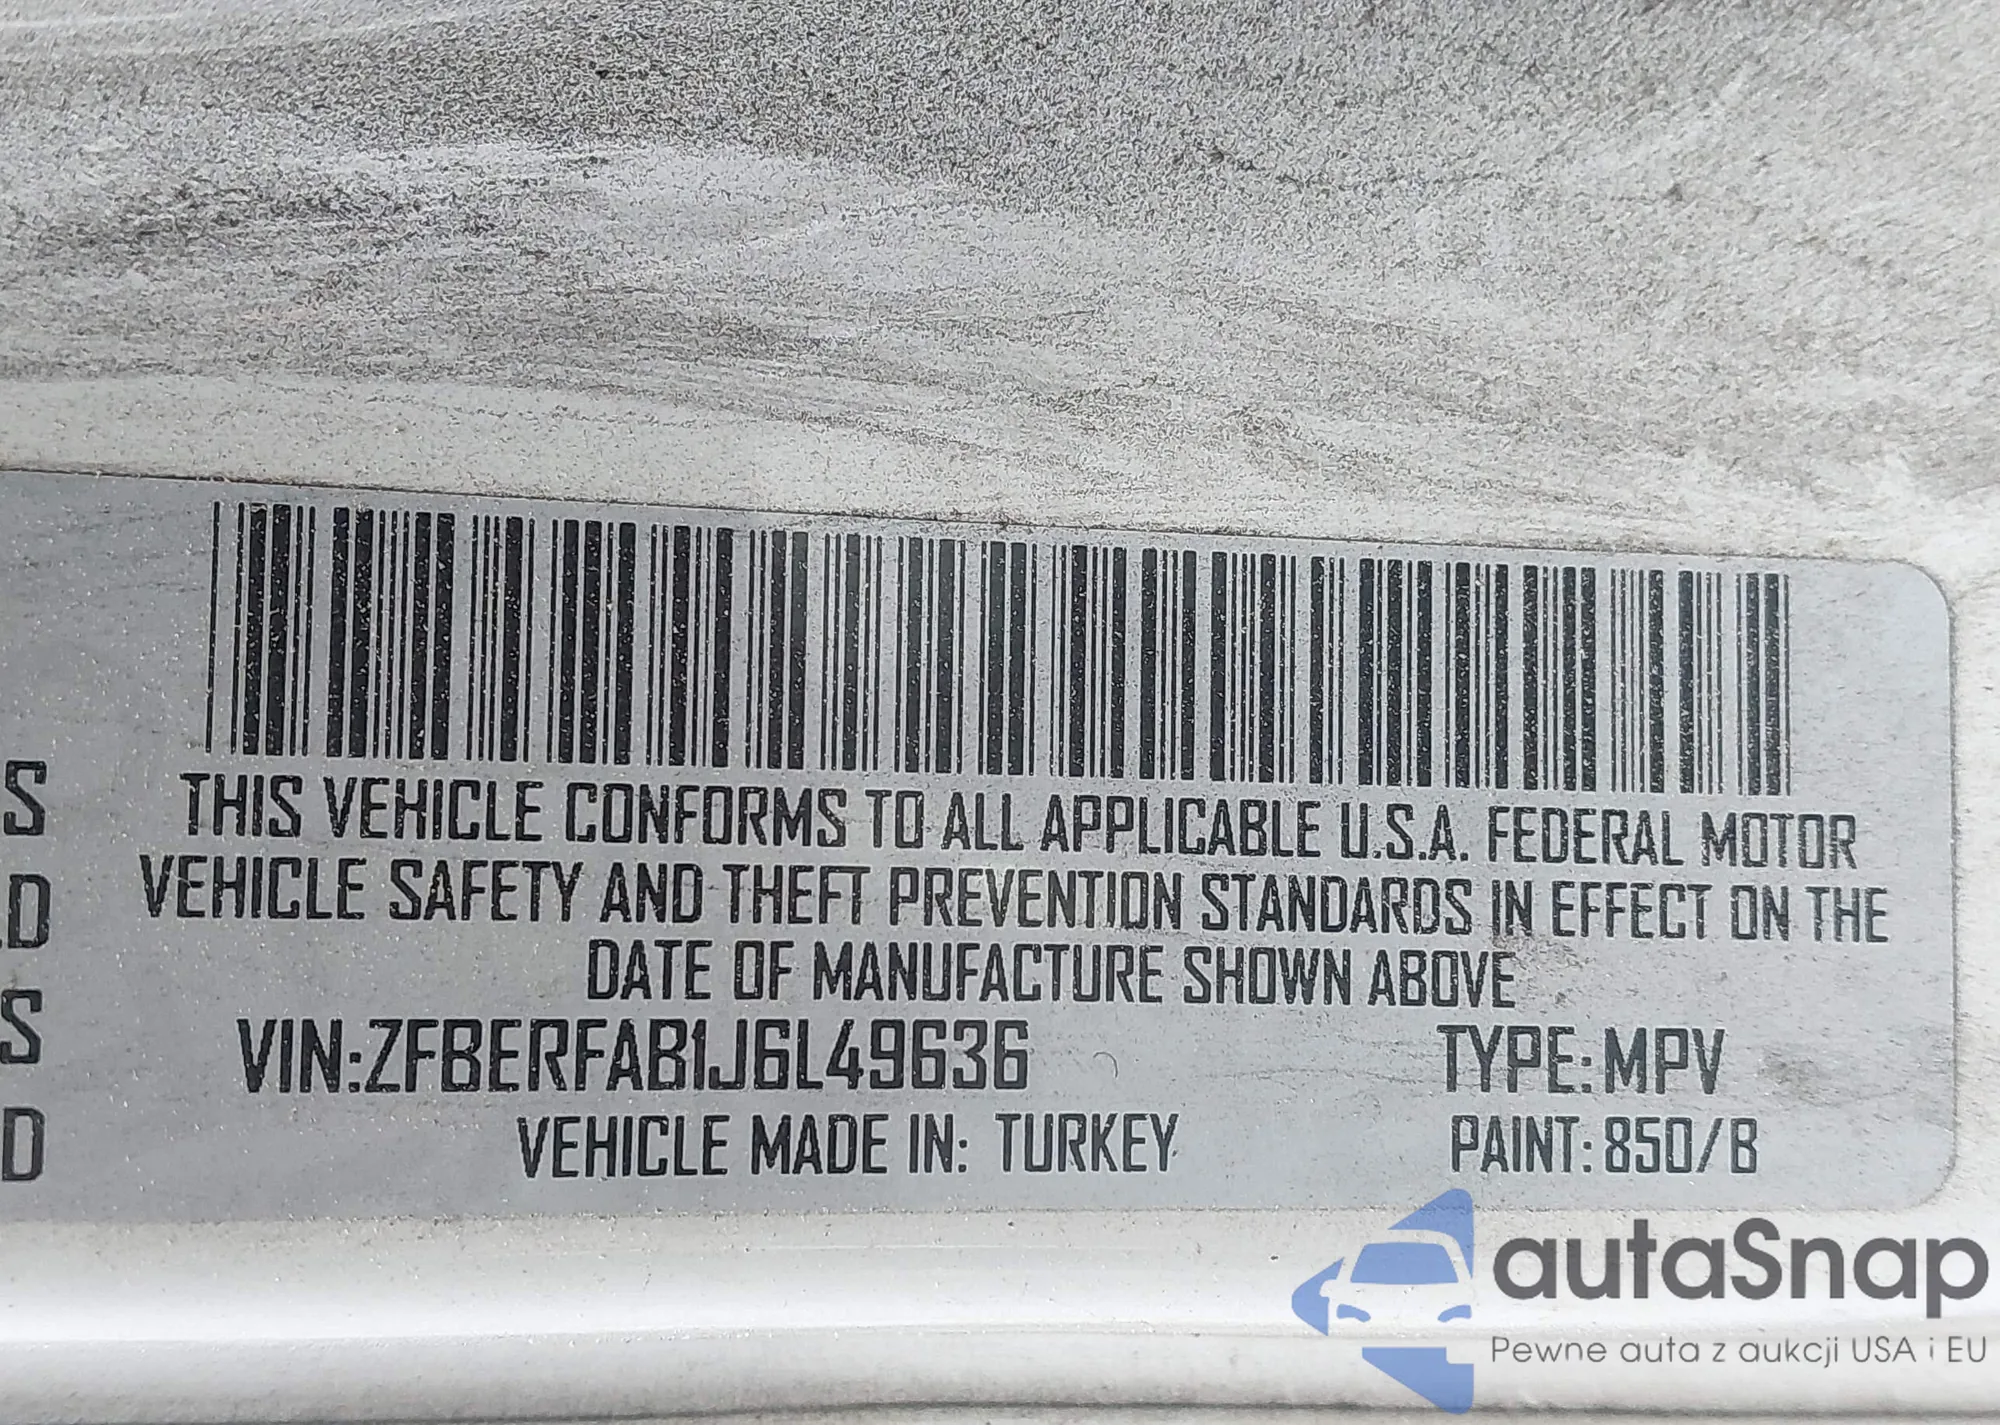 S
D
S
D
THIS VEHICLE CONFORMS TO ALL APPLICABLE U.S.A. FEDERAL MOTOR
VEHICLE SAFETY AND THEFT PREVENTION STANDARDS IN EFFECT ON THE
DATE OF MANUFACTURE SHOWN ABOVE
VIN:ZFBERFAB1J6L49636 TYPE:MPV
VEHICLE MADE IN: TURKEY PAINT:850/B
autaSnap
Pewne auta z aukcji USA i EU